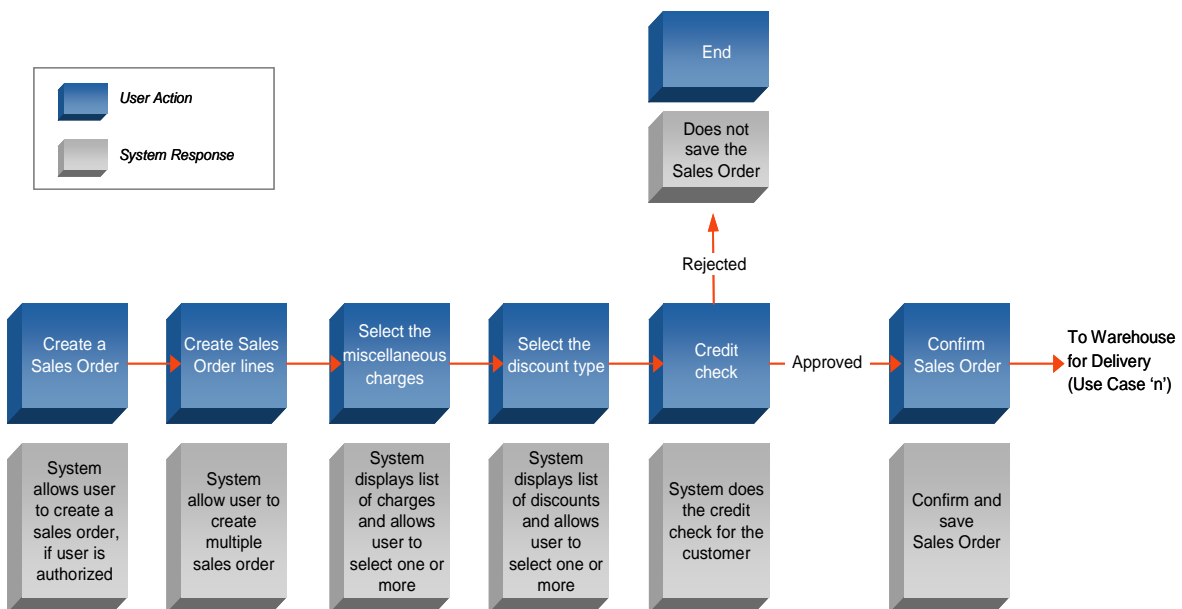 End
User Action
System Response
Does not
save the
Sales Order
Rejected
Create a
Sales Order
Create Sales
Order lines
Select the
miscellaneous
charges
Select the
discount type
Credit
check
Approved
Confirm
Sales Order
To Warehouse
for Delivery
(Use Case ‘n’)
System
allows user
to create a
sales order,
if user is
authorized
System
allow user to
create
multiple
sales order
System
displays list
of charges
and allows
user to
select one or
more
System
displays list
of discounts
and allows
user to
select one or
more
System does
the credit
check for the
customer
Confirm and
save
Sales Order